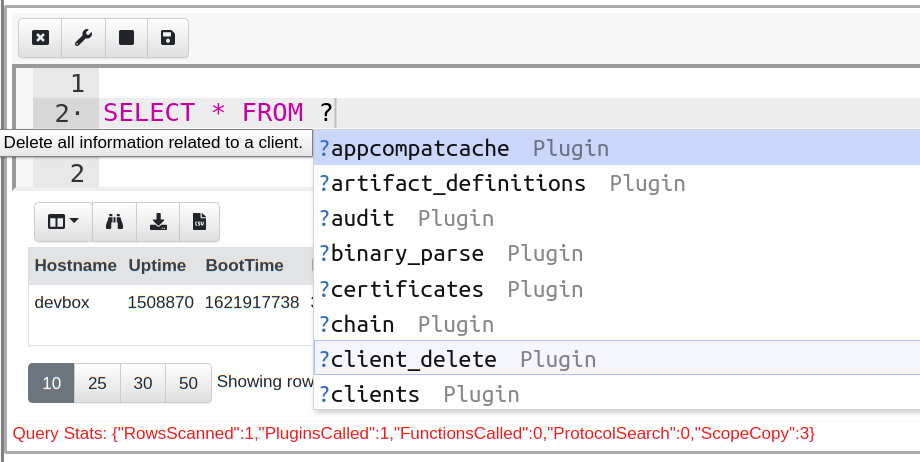 1
2· SELECT * FROM ?
Delete all information related to a client.
?appcompatcache Plugin
?artifact_definitions Plugin
?audit Plugin
?binary_parse Plugin
?certificates Plugin
?chain Plugin
?client_delete Plugin
?clients Plugin
2
CSV
Hostname Uptime BootTime
devbox 1508870 1621917738
10 25 30 50 Showing row
Query Stats: {"RowsScanned":1,"PluginsCalled":1,"FunctionsCalled":0,"ProtocolSearch":0,"ScopeCopy":3}